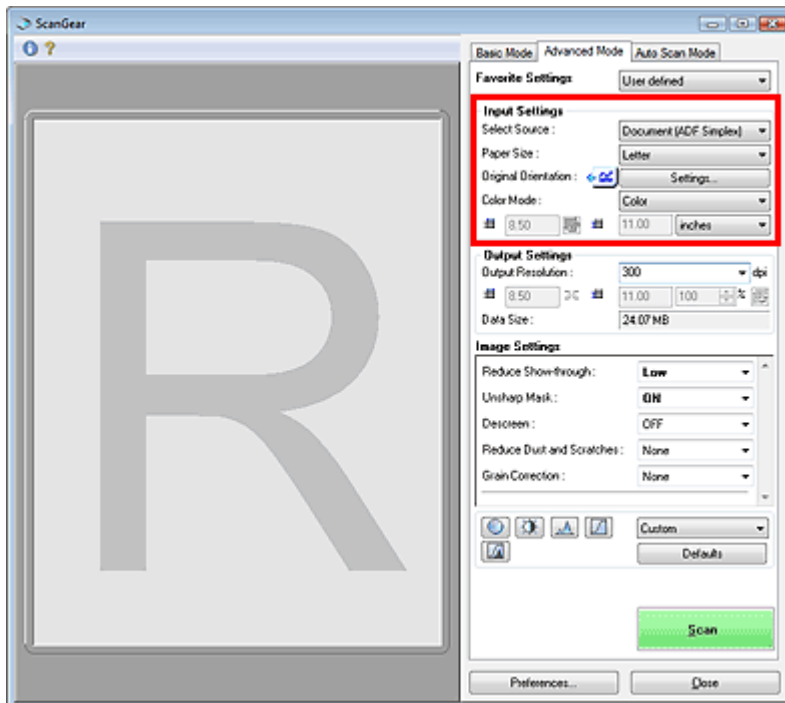 ScanGear
Basic Mode Advanced Mode Auto Scan Mode
Favorite Settings User defined
Input Settings
Select Source : Document (ADF Simplex)
Paper Size : Letter
Original Orientation : Settings...
Color Mode : Color
8.50 11.00 inches
Output Settings
Output Resolution : 300 dpi
8.50 11.00 100 %
Data Size : 24.07 MB
Image Settings
Reduce Show-through : Low
Unsharp Mask : ON
Descreen : OFF
Reduce Dust and Scratches : None
Grain Correction : None
Custom
Defaults
Scan
Preferences... Close
R